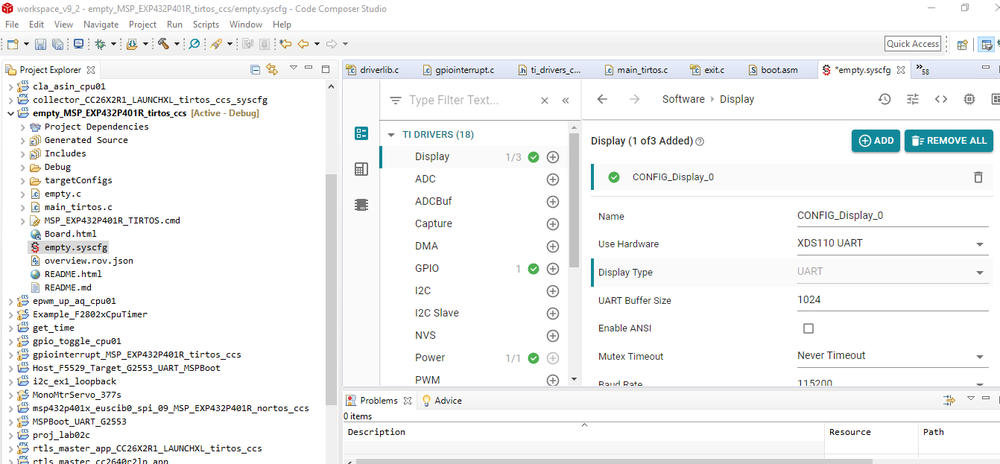 workspace_v9_2 - empty_MSP_EXP432P401R_tirtos_ccs/empty.syscfg - Code Composer Studio
File Edit View Navigate Project Run Scripts Window Help
Quick Access
Project Explorer
cla_asin_cpu01
collector_CC26X2R1_LAUNCHXL_tirtos_ccs_syscfg
empty_MSP_EXP432P401R_tirtos_ccs [Active - Debug]
Project Dependencies
Generated Source
Includes
Debug
targetConfigs
empty.c
main_tirtos.c
MSP_EXP432P401R_TIRTOS.cmd
Board.html
empty.syscfg
overview.rov.json
README.html
README.md
epwm_up_aq_cpu01
Example_F2802xCpuTimer
get_time
gpio_toggle_cpu01
gpiointerrupt_MSP_EXP432P401R_tirtos_ccs
Host_F5529_Target_G2553_UART_MSPBoot
i2c_ex1_loopback
MonoMtrServo_377s
msp432p401x_euscib0_spi_09_MSP_EXP432P401R_nortos_ccs
MSPBoot_UART_G2553
proj_lab02c
rtls_master_app_CC26X2R1_LAUNCHXL_tirtos_ccs
rtls_master_cc2640r2lp_app
driverlib.c gpiointerrupt.c ti_drivers_c... main_tirtos.c exit.c boot.asm *empty.syscfg »58
Type Filter Text...
TI DRIVERS (18)
Display 1/3
ADC
ADCBuf
Capture
DMA
GPIO 1
I2C
I2C Slave
NVS
Power 1/1
PWM
Software › Display
Display (1 of3 Added) ADD REMOVE ALL
CONFIG_Display_0
Name CONFIG_Display_0
Use Hardware XDS110 UART
Display Type UART
UART Buffer Size 1024
Enable ANSI
Mutex Timeout Never Timeout
Baud Rate 115200
Problems Advice
0 items
Description Resource Path